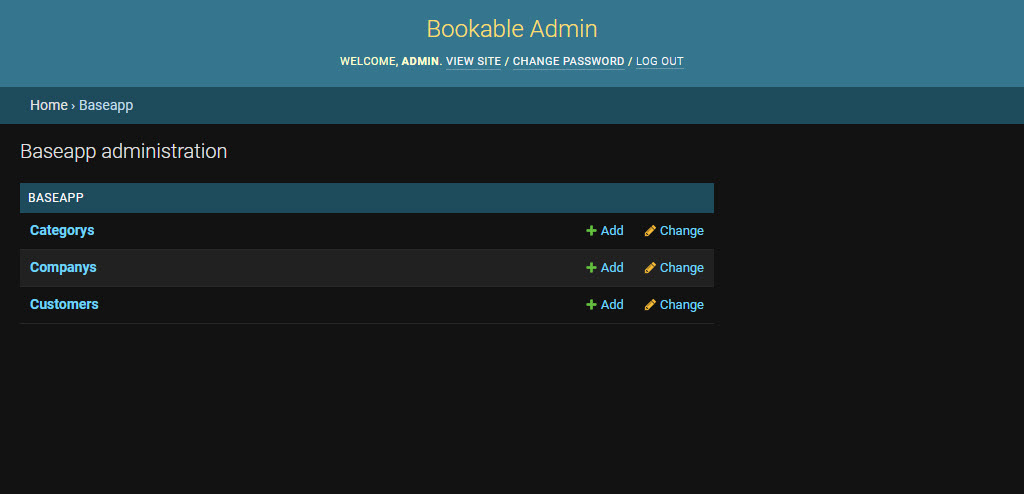 Bookable Admin
WELCOME, ADMIN. VIEW SITE / CHANGE PASSWORD / LOG OUT
Home › Baseapp
Baseapp administration
BASEAPP
Categorys Add Change
Companys Add Change
Customers Add Change